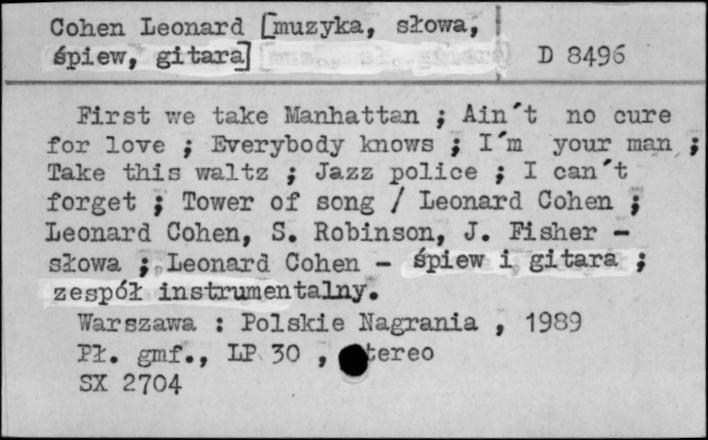 Cohen Leonard [muzyka, słowa,
śpiew, gitara]
D 8496
First we take Manhattan ; Ain´t no cure
for love ; Everybody knows ; I´m your man ;
Take this waltz ; Jazz police ; I can´t
forget ; Tower of song / Leonard Cohen ;
Leonard Cohen, S. Robinson, J. Fisher -
słowa ; Leonard Cohen - śpiew i gitara ;
zespół instrumentalny.
Warszawa : Polskie Nagrania , 1989
Pł. gmf., LP 30 , tereo
SX 2704